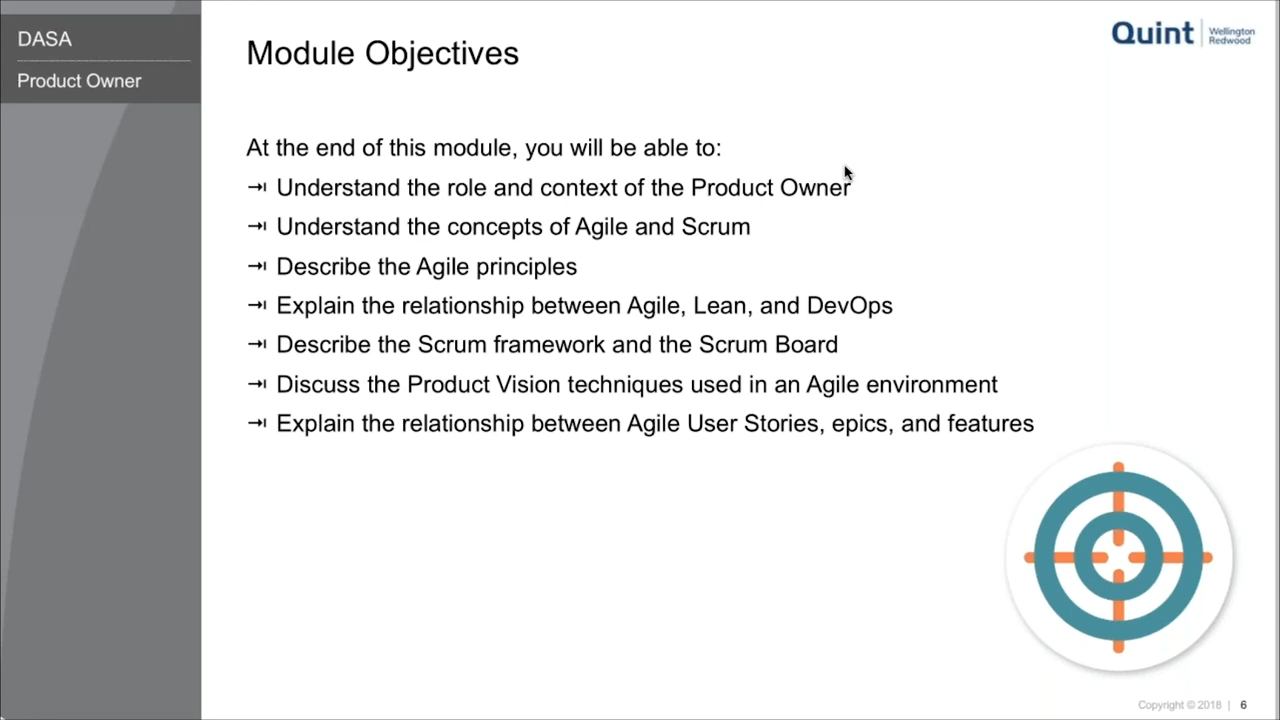 DASA
Product Owner
Module Objectives
Quint
Wellington
Redwood
At the end of this module, you will be able to:
Understand the role and context of the Product Owner
Understand the concepts of Agile and Scrum
Describe the Agile principles
Explain the relationship between Agile, Lean, and DevOps
Describe the Scrum framework and the Scrum Board
Discuss the Product Vision techniques used in an Agile environment
Explain the relationship between Agile User Stories, epics, and features
Copyright © 2018 | 6